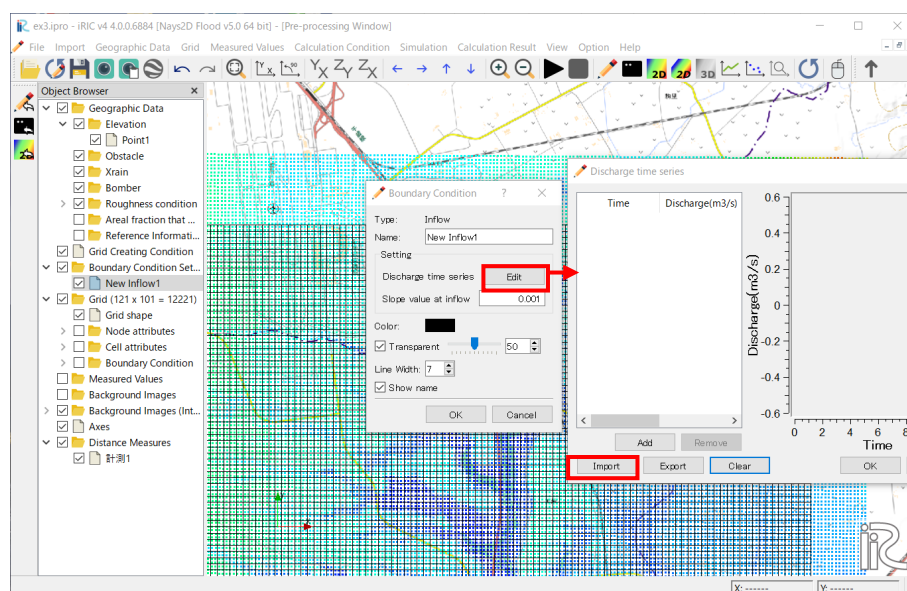 ex3.ipro - iRIC v4 4.0.0.6884 [Nays2D Flood v5.0 64 bit] - [Pre-processing Window]
File Import Geographic Data Grid Measured Values Calculation Condition Simulation Calculation Result View Option Help
Object Browser
Geographic Data
Elevation
Point1
Obstacle
Xrain
Bomber
Roughness condition
Areal fraction that ...
Reference Informati...
Grid Creating Condition
Boundary Condition Set...
New Inflow1
Grid (121 x 101 = 12221)
Grid shape
Node attributes
Cell attributes
Boundary Condition
Measured Values
Background Images
Background Images (Int...
Axes
Distance Measures
計測1
Boundary Condition ?
Type: Inflow
Name: New Inflow1
Setting
Discharge time series Edit
Slope value at inflow 0.001
Color:
Transparent 50
Line Width: 7
Show name
OK Cancel
Discharge time series
Time Discharge(m3/s)
Add Remove
Import Export Clear OK
Discharge(m3/s)
0.6
0.4
0.2
0
-0.2
-0.4
-0.6
0 2 4 6 8
Time
iRIC
X: ------ Y: ------